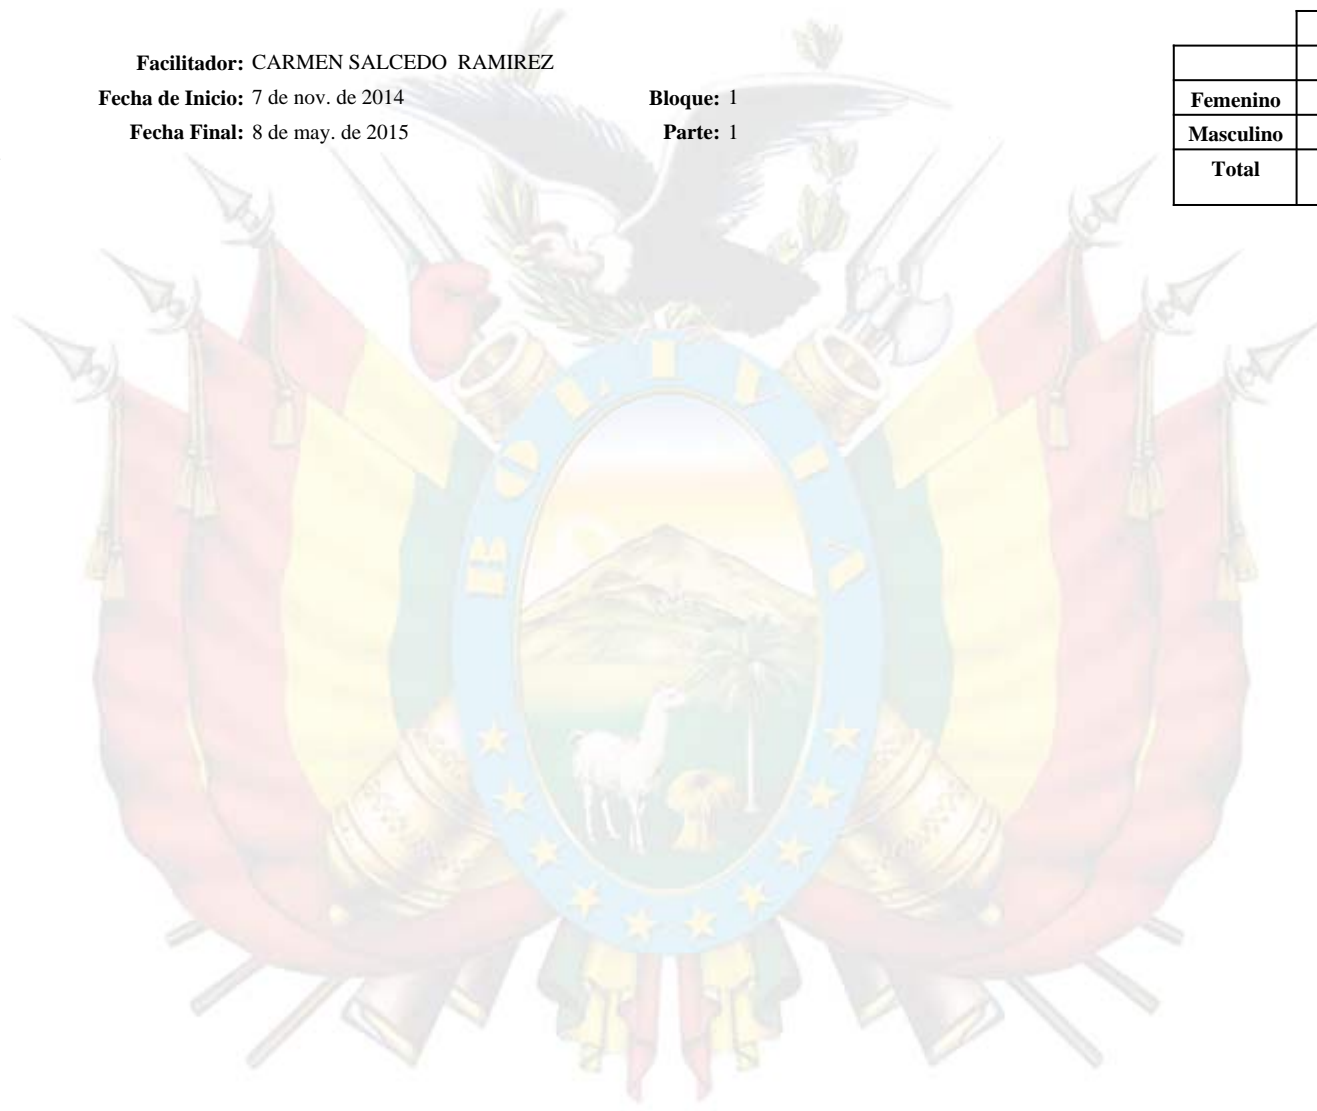 Facilitador: CARMEN SALCEDO RAMIREZ
Fecha de Inicio: 7 de nov. de 2014 Bloque: 1
Fecha Final: 8 de may. de 2015 Parte: 1
Femenino
Masculino
Total
BOLIVIA